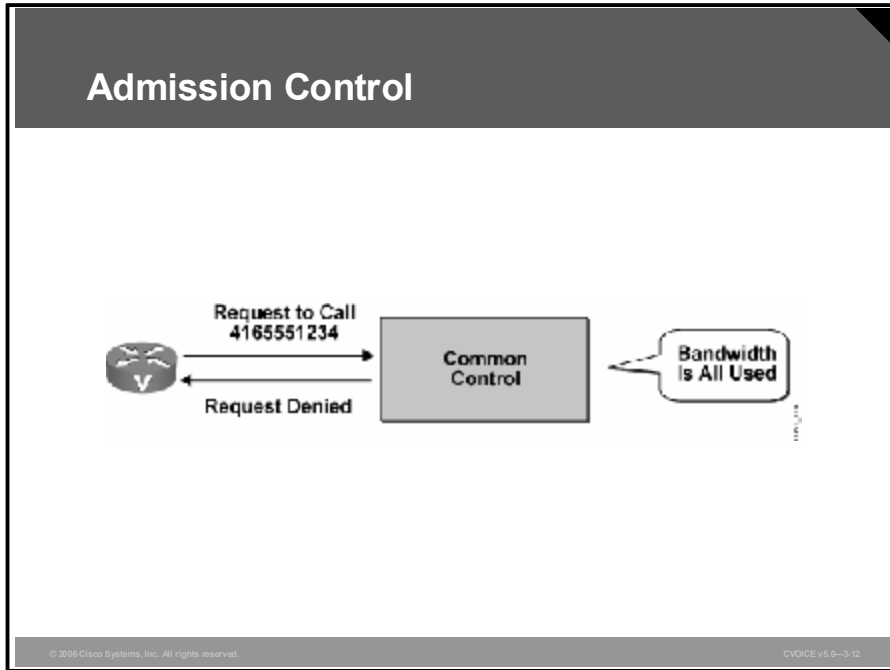 Admission Control
Request to Call
4165551234
V
Request Denied
Common
Control
Bandwidth
Is All Used
© 2006 Cisco Systems, Inc. All rights reserved.
CVOICE v5.0—3-12